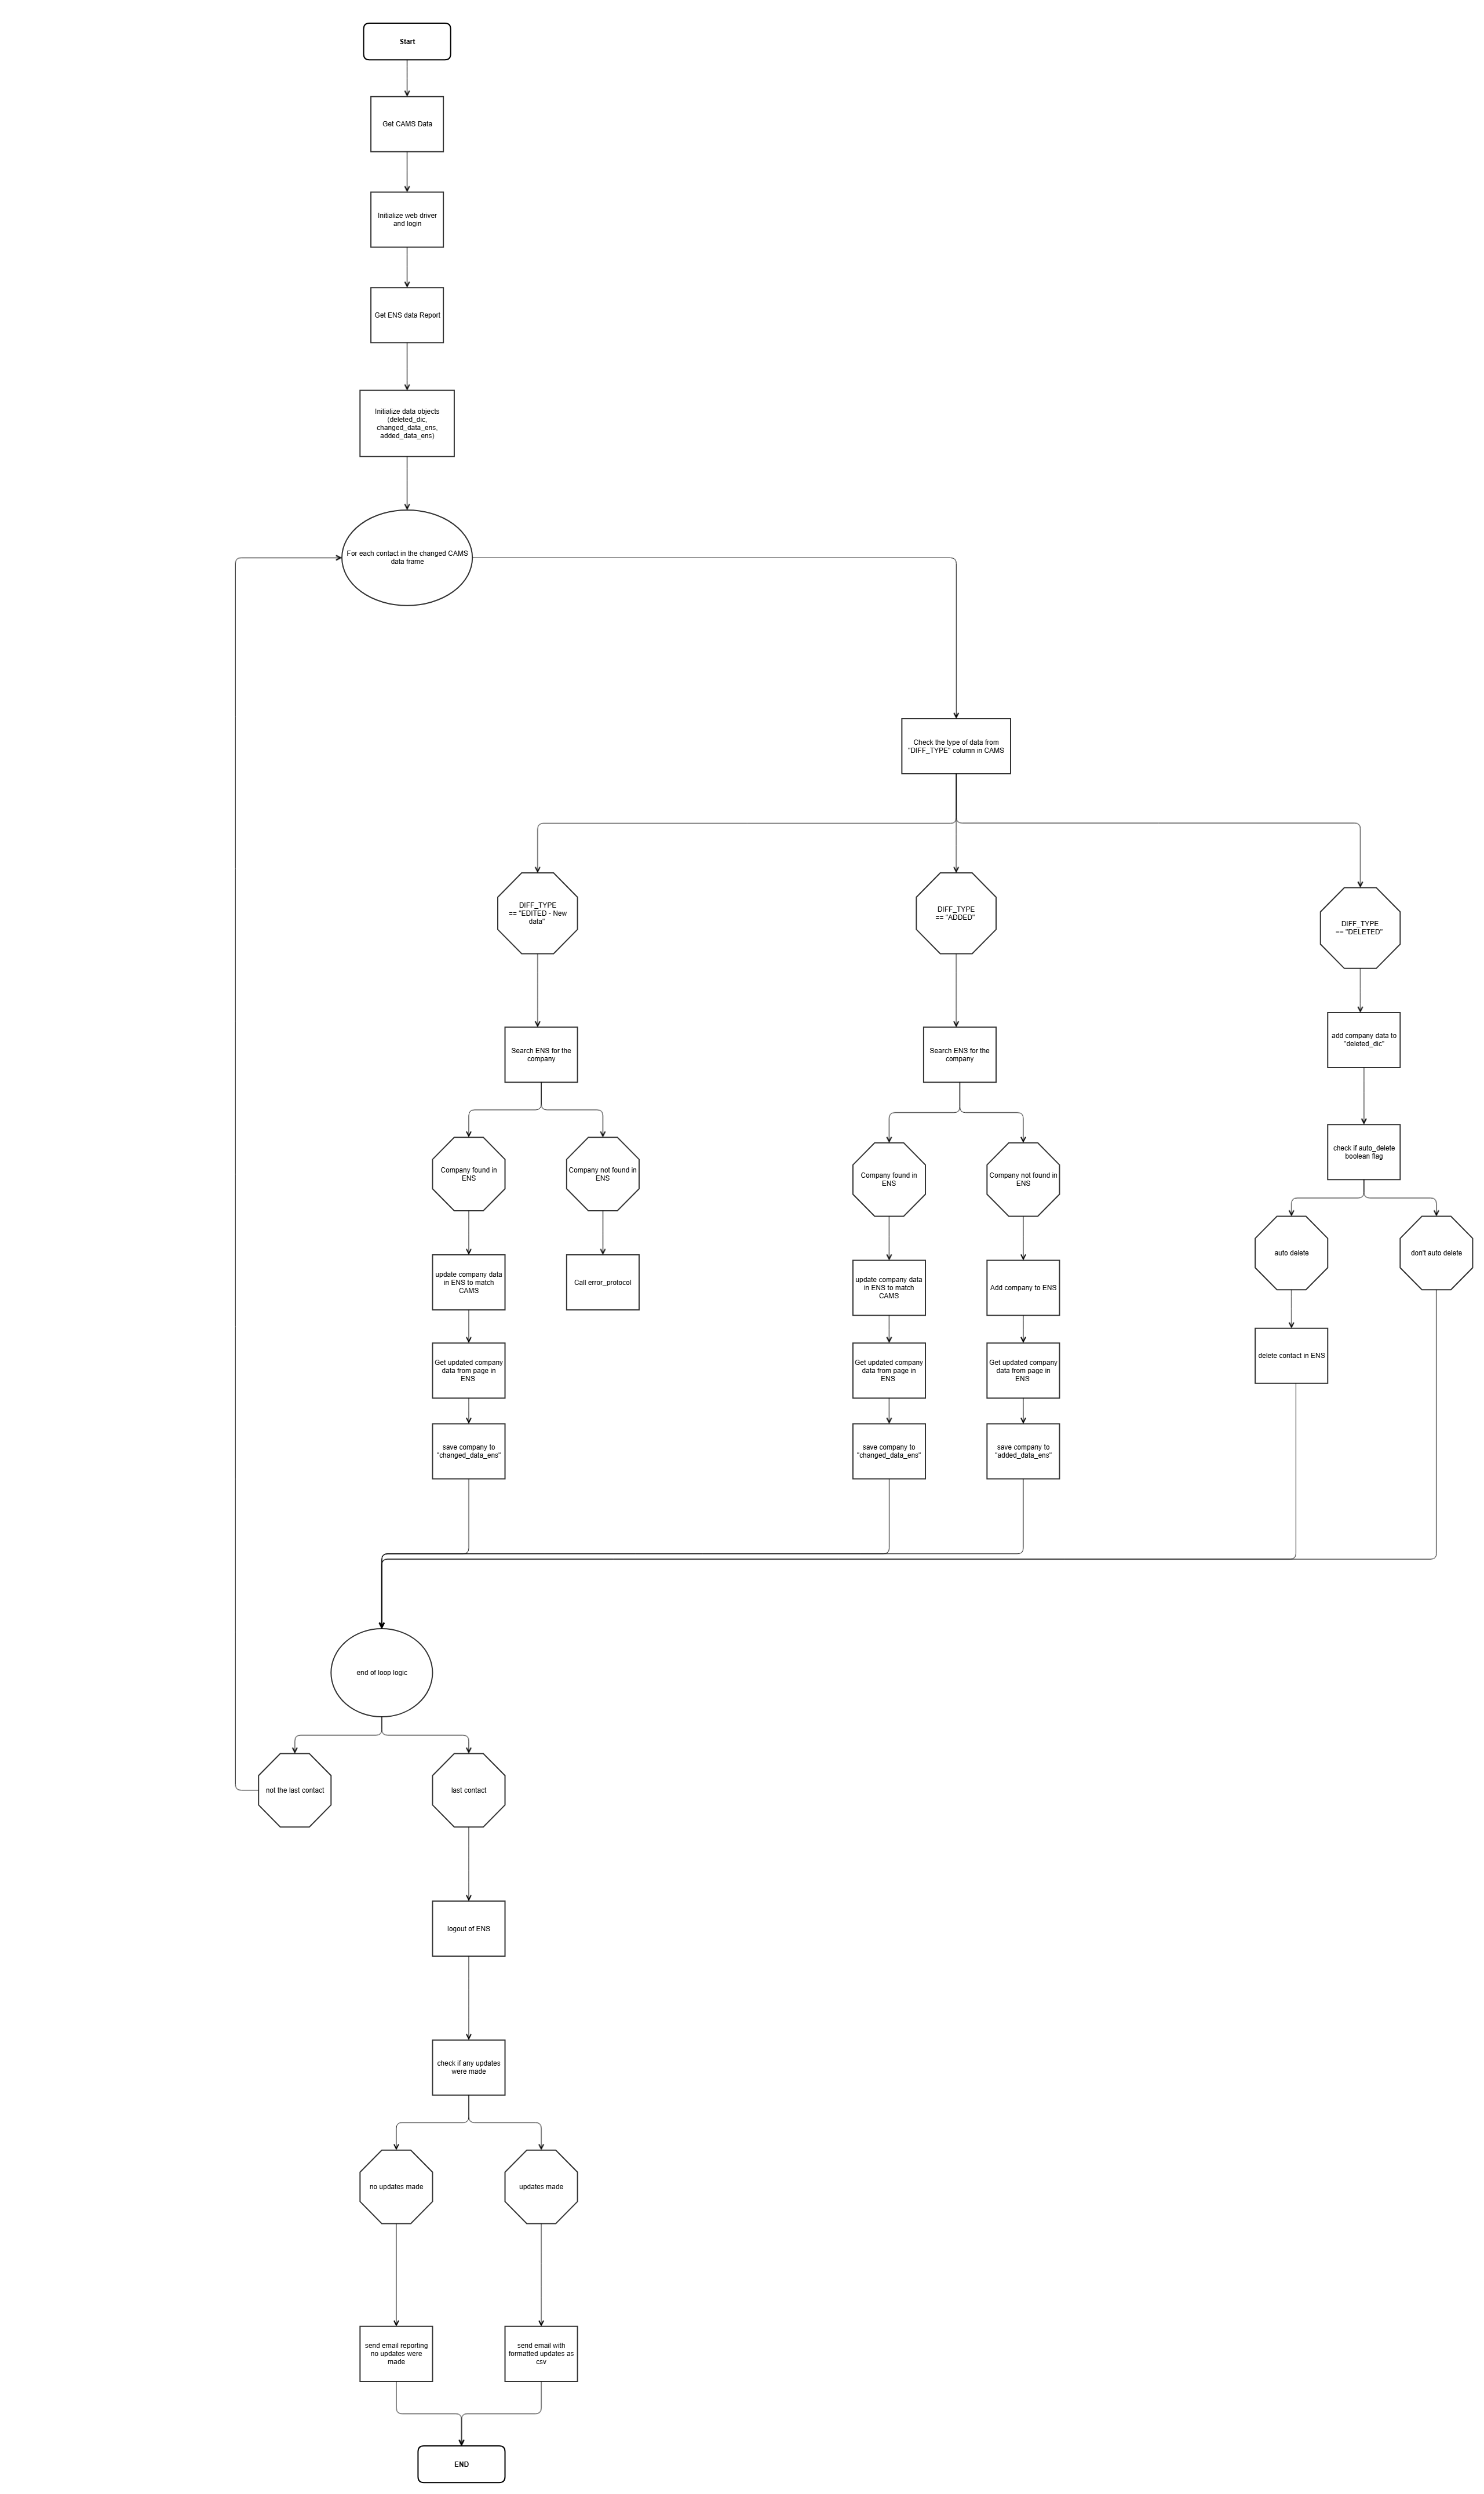 Start
Get CAMS Data
Initialize web driver
and login
Get ENS data Report
Initialize data objects
(deleted_dic,
changed_data_ens,
added_data_ens)
For each contact in the changed CAMS
data frame
Check the type of data from
"DIFF_TYPE" column in CAMS
DIFF_TYPE
== "EDITED - New
data"
DIFF_TYPE
== "ADDED"
DIFF_TYPE
== "DELETED"
Search ENS for the
company
Search ENS for the
company
add company data to
"deleted_dic"
check if auto_delete
boolean flag
Company found in
ENS
Company not found in
ENS
Company found in
ENS
Company not found in
ENS
auto delete
don't auto delete
update company data
in ENS to match
CAMS
Call error_protocol
update company data
in ENS to match
CAMS
Add company to ENS
delete contact in ENS
Get updated company
data from page in
ENS
Get updated company
data from page in
ENS
Get updated company
data from page in
ENS
save company to
"changed_data_ens"
save company to
"changed_data_ens"
save company to
"added_data_ens"
end of loop logic
not the last contact
last contact
logout of ENS
check if any updates
were made
no updates made
updates made
send email reporting
no updates were
made
send email with
formatted updates as
csv
END